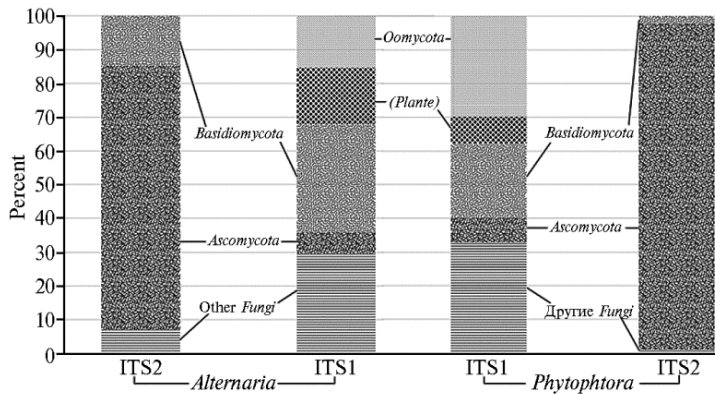 100
90
80
70
60
50
40
30
20
10
0
Percent
Oomycota
(Plante)
Basidiomycota
Basidiomycota
Ascomycota
Ascomycota
Other Fungi
Другие Fungi
ITS2
ITS1
ITS1
ITS2
Alternaria
Phytophtora